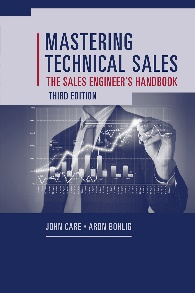 MASTERING
TECHNICAL SALES
THE SALES ENGINEER'S HANDBOOK
THIRD EDITION
JOHN CARE • ARON BOHLIG